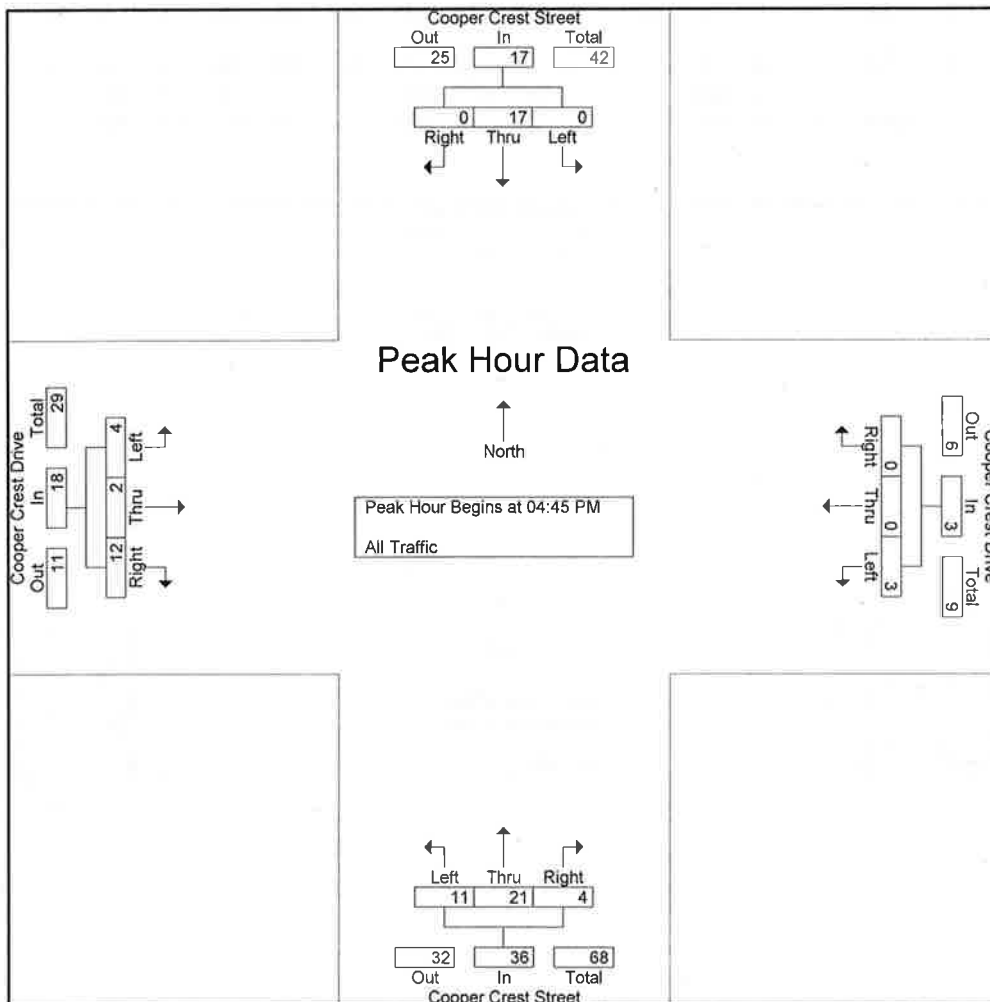 Cooper Crest Street
Out In Total
25 17 42
0 17 0
Right Thru Left
Peak Hour Data
North
Peak Hour Begins at 04:45 PM
All Traffic
Cooper Crest Drive
Total In Out
29 18 11
4 2 12
Left Thru Right
Right Thru Left
0 0 3
Out In Total
6 3 9
Cooper Crest Drive
Left Thru Right
11 21 4
32 36 68
Out In Total
Cooper Crest Street